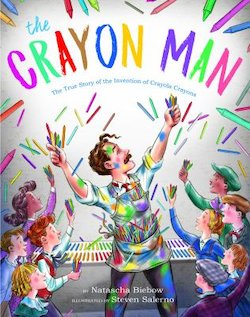 the
CRAYON MAN
The True Story of the Invention of Crayola Crayons
BY Natascha Biebow
ILLUSTRATED BY Steven Salerno